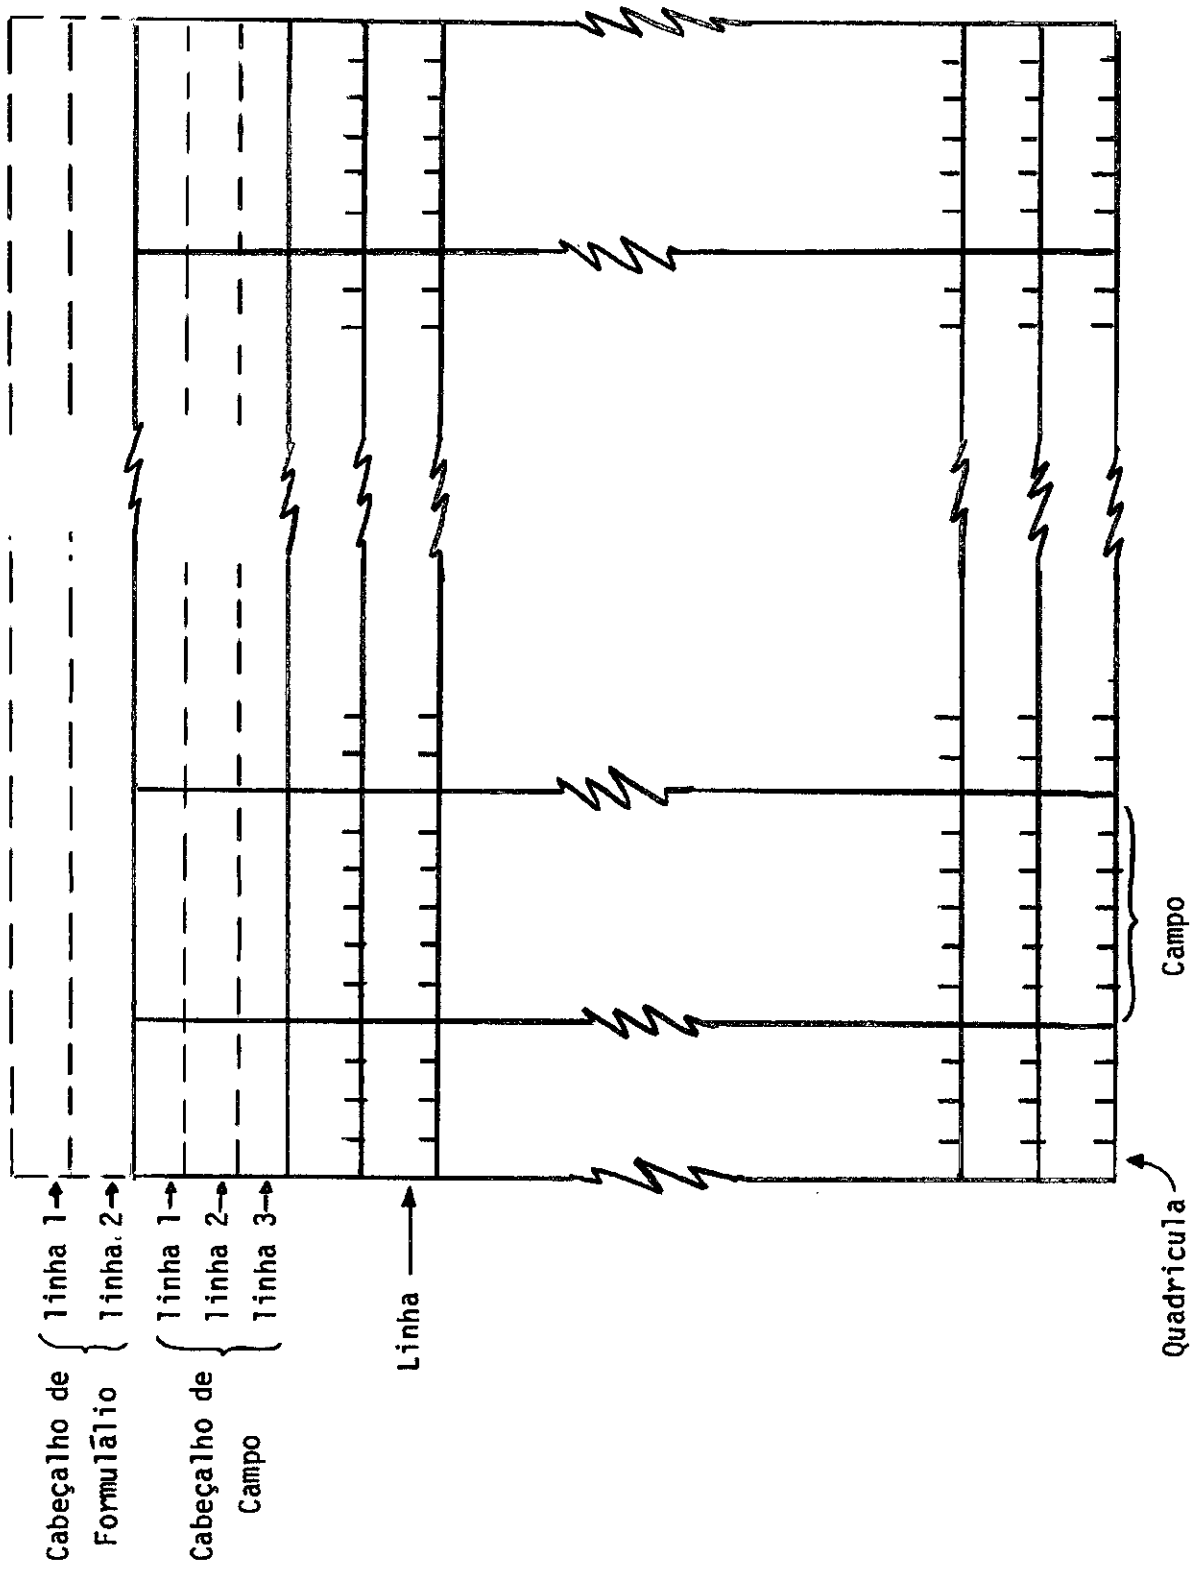 Cabeçalho de
Formulálio
linha 1
linha 2
Cabeçalho de
Campo
linha 1
linha 2
linha 3
Linha
Quadricula
Campo